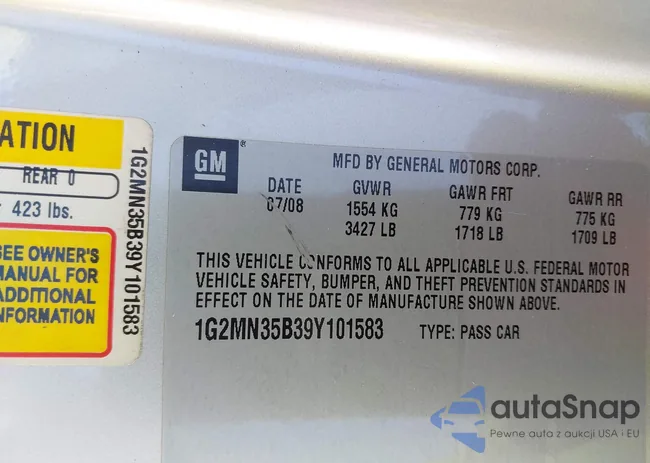 ATION
REAR 0
423 lbs.
SEE OWNER'S
MANUAL FOR
ADDITIONAL
INFORMATION
1G2MN35B39Y101583
GM®
MFD BY GENERAL MOTORS CORP.
DATE GVWR GAWR FRT GAWR RR
07/08 1554 KG 779 KG 775 KG
3427 LB 1718 LB 1709 LB
THIS VEHICLE CONFORMS TO ALL APPLICABLE U.S. FEDERAL MOTOR
VEHICLE SAFETY, BUMPER, AND THEFT PREVENTION STANDARDS IN
EFFECT ON THE DATE OF MANUFACTURE SHOWN ABOVE.
1G2MN35B39Y101583 TYPE: PASS CAR
autaSnap
Pewne auta z aukcji USA i EU